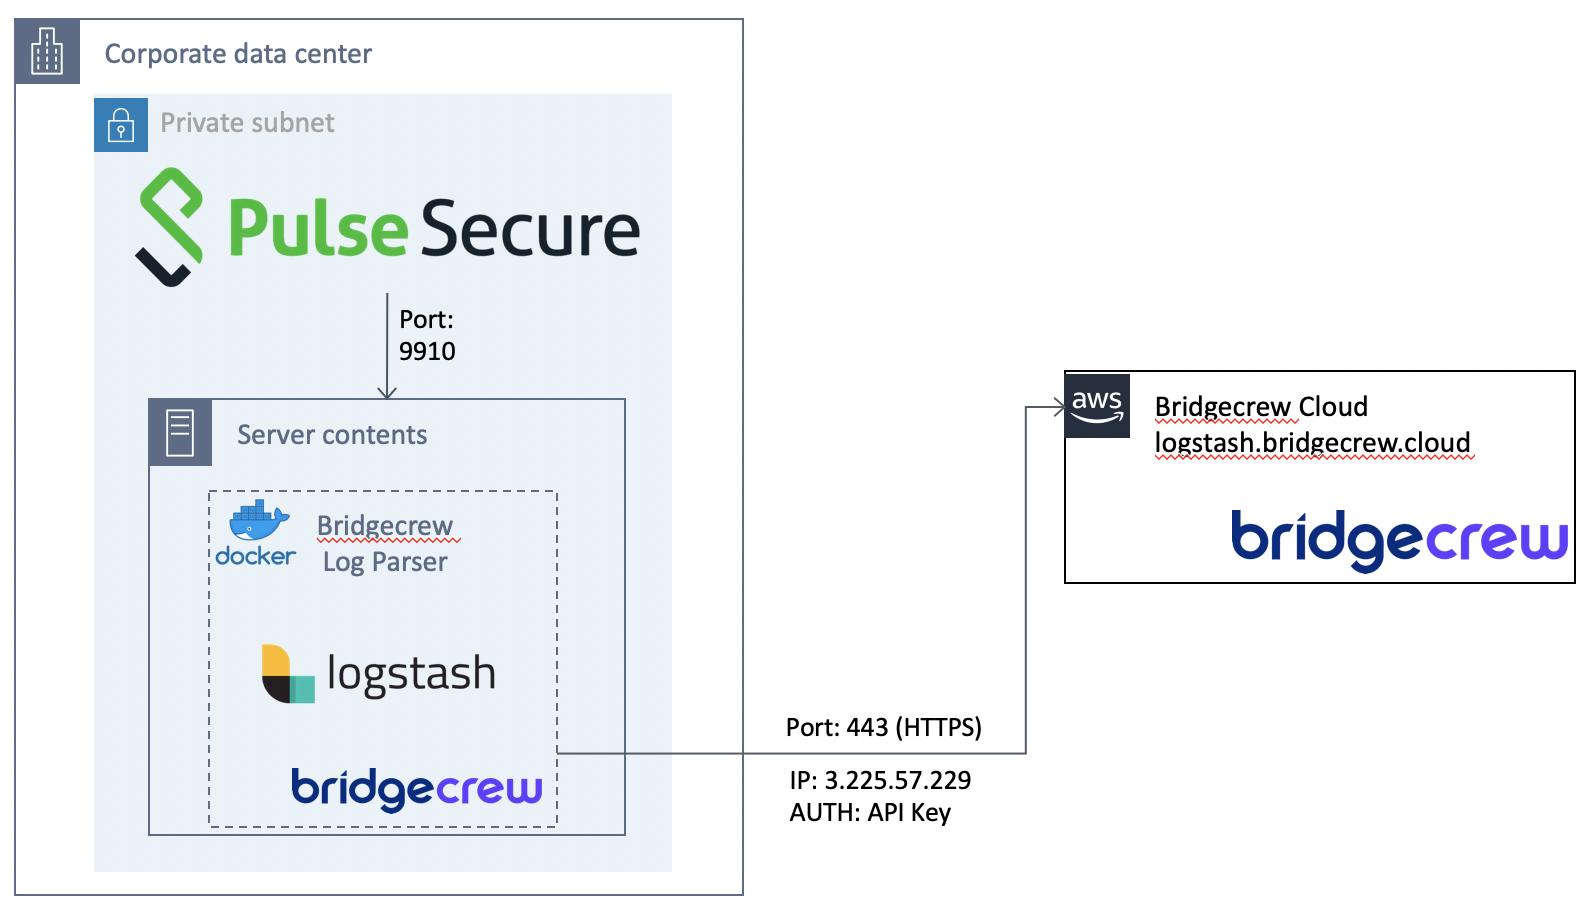 Corporate data center
Private subnet
Pulse Secure
Port:
9910
Server contents
docker
Bridgecrew
Log Parser
logstash
bridgecrew
Port: 443 (HTTPS)
IP: 3.225.57.229
AUTH: API Key
aws
Bridgecrew Cloud
logstash.bridgecrew.cloud
bridgecrew